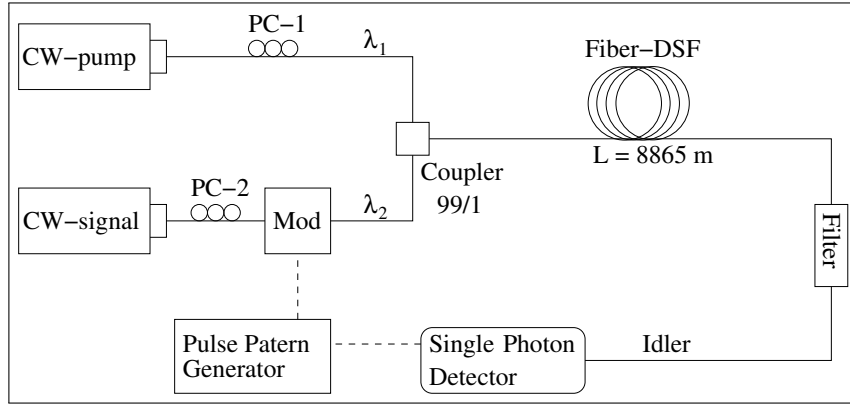 PC−1
λ1
CW−pump
Fiber−DSF
L = 8865 m
Coupler
99/1
PC−2
λ2
CW−signal
Mod
Filter
Pulse Patern
Generator
Single Photon
Detector
Idler